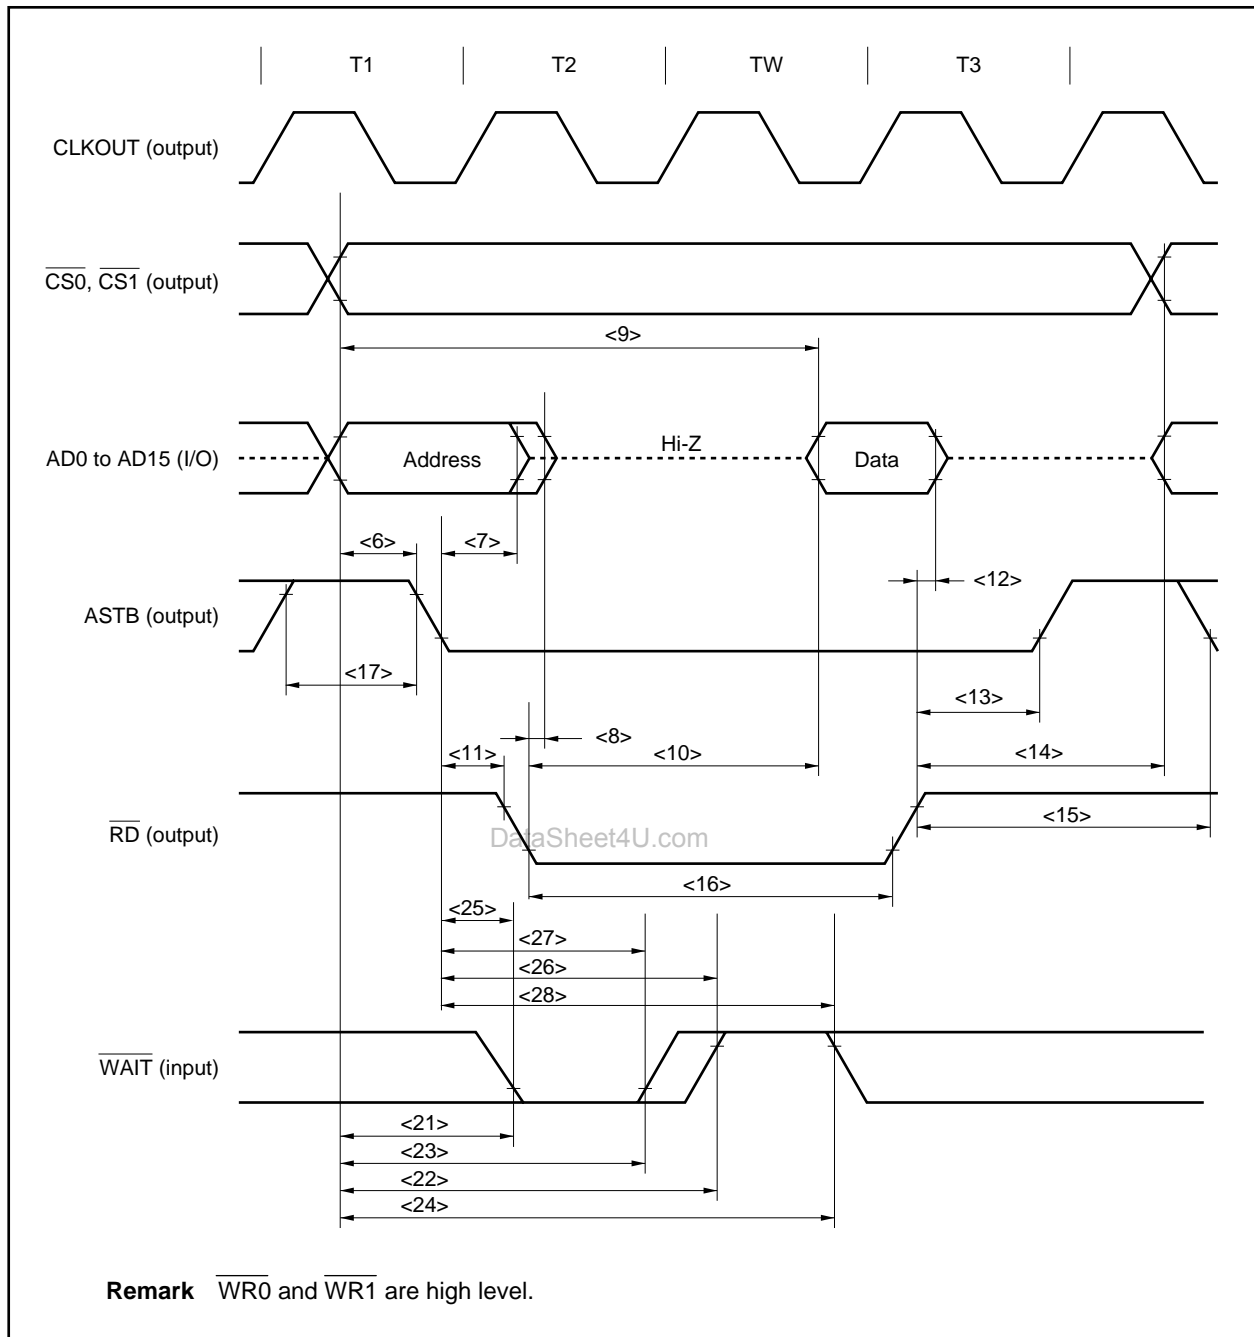 T1 T2 TW T3
CLKOUT (output)
CS0, CS1 (output)
<9>
AD0 to AD15 (I/O)
Address
Hi-Z
Data
<6>
<7>
<12>
ASTB (output)
<17>
<13>
<8>
<11>
<10>
<14>
<15>
RD (output)
DataSheet4U.com
<16>
<25>
<27>
<26>
<28>
WAIT (input)
<21>
<23>
<22>
<24>
Remark WR0 and WR1 are high level.